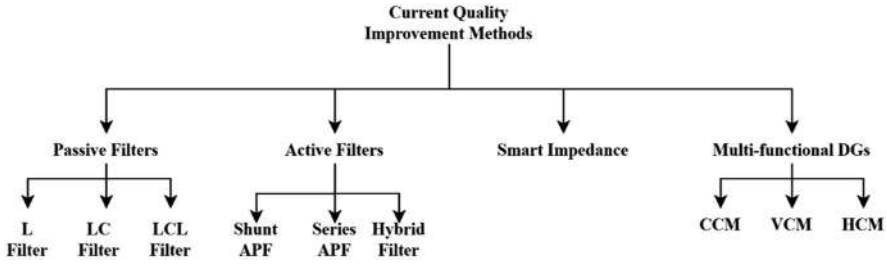 Current Quality
Improvement Methods
Passive Filters
Active Filters
Smart Impedance
Multi-functional DGs
L
Filter
LC
Filter
LCL
Filter
Shunt
APF
Series
APF
Hybrid
Filter
CCM
VCM
HCM